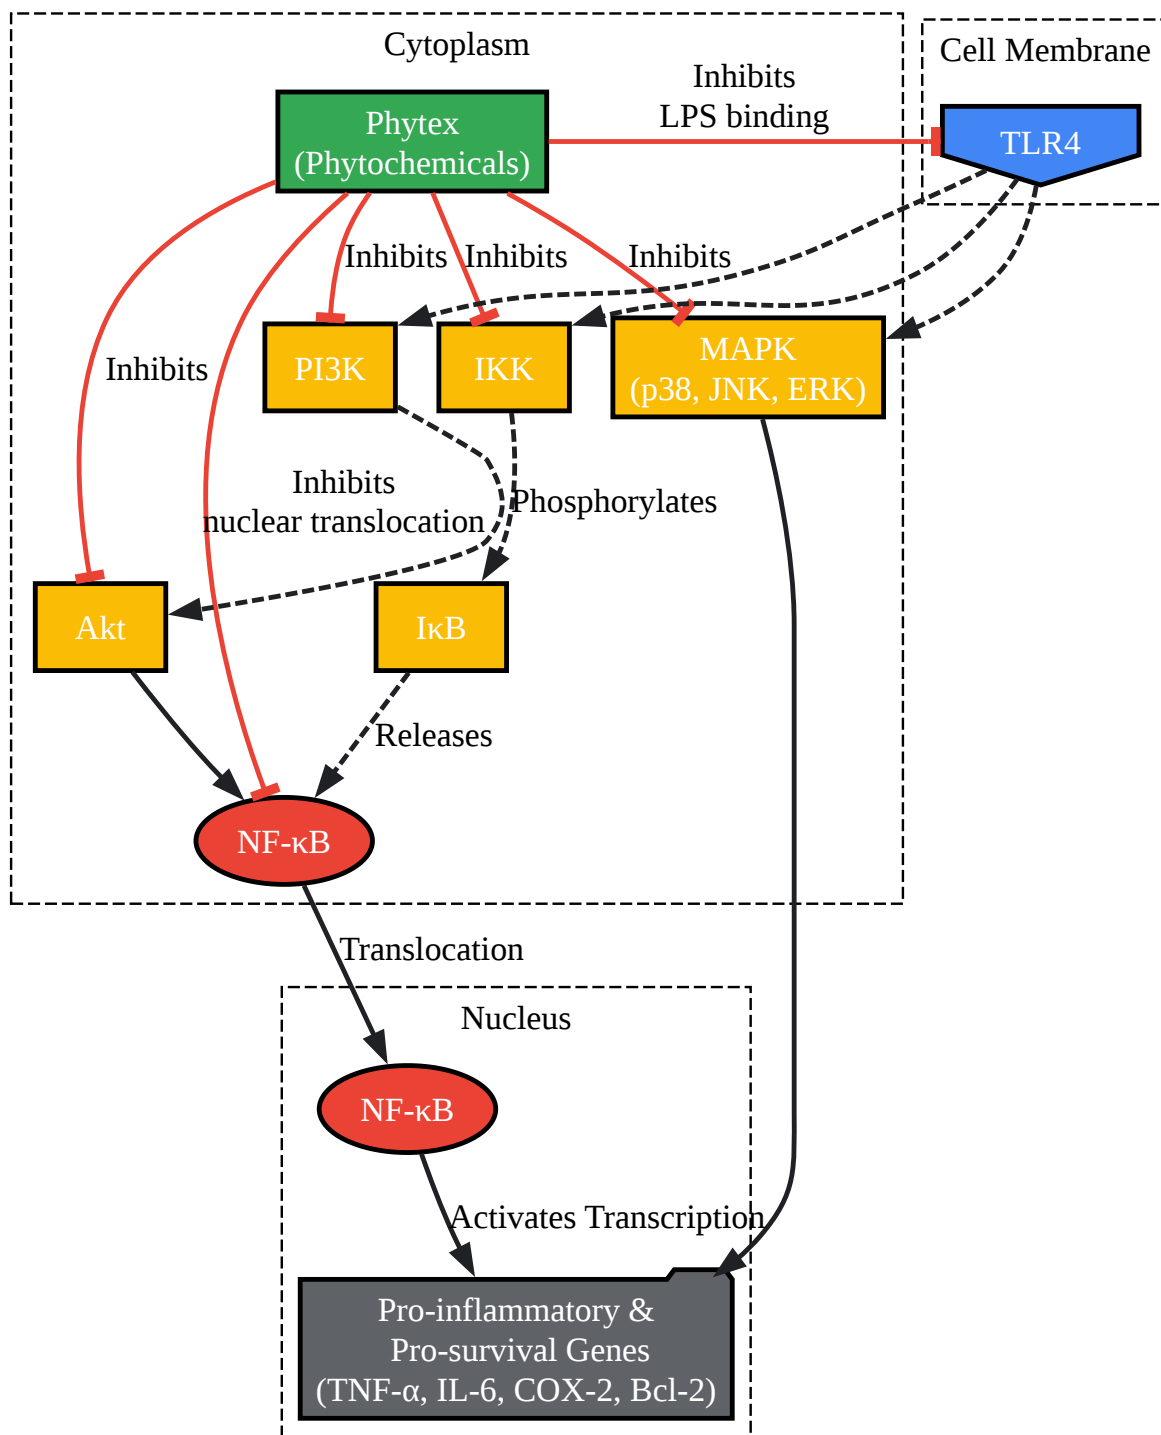 Cytoplasm
Cell Membrane
Inhibits
LPS binding
Phytex
(Phytochemicals)
TLR4
Inhibits
Inhibits
Inhibits
Inhibits
PI3K
IKK
MAPK
(p38, JNK, ERK)
Inhibits
nuclear translocation
Phosphorylates
Akt
IκB
Releases
NF-κB
Translocation
Nucleus
NF-κB
Activates Transcription
Pro-inflammatory &
Pro-survival Genes
(TNF-α, IL-6, COX-2, Bcl-2)